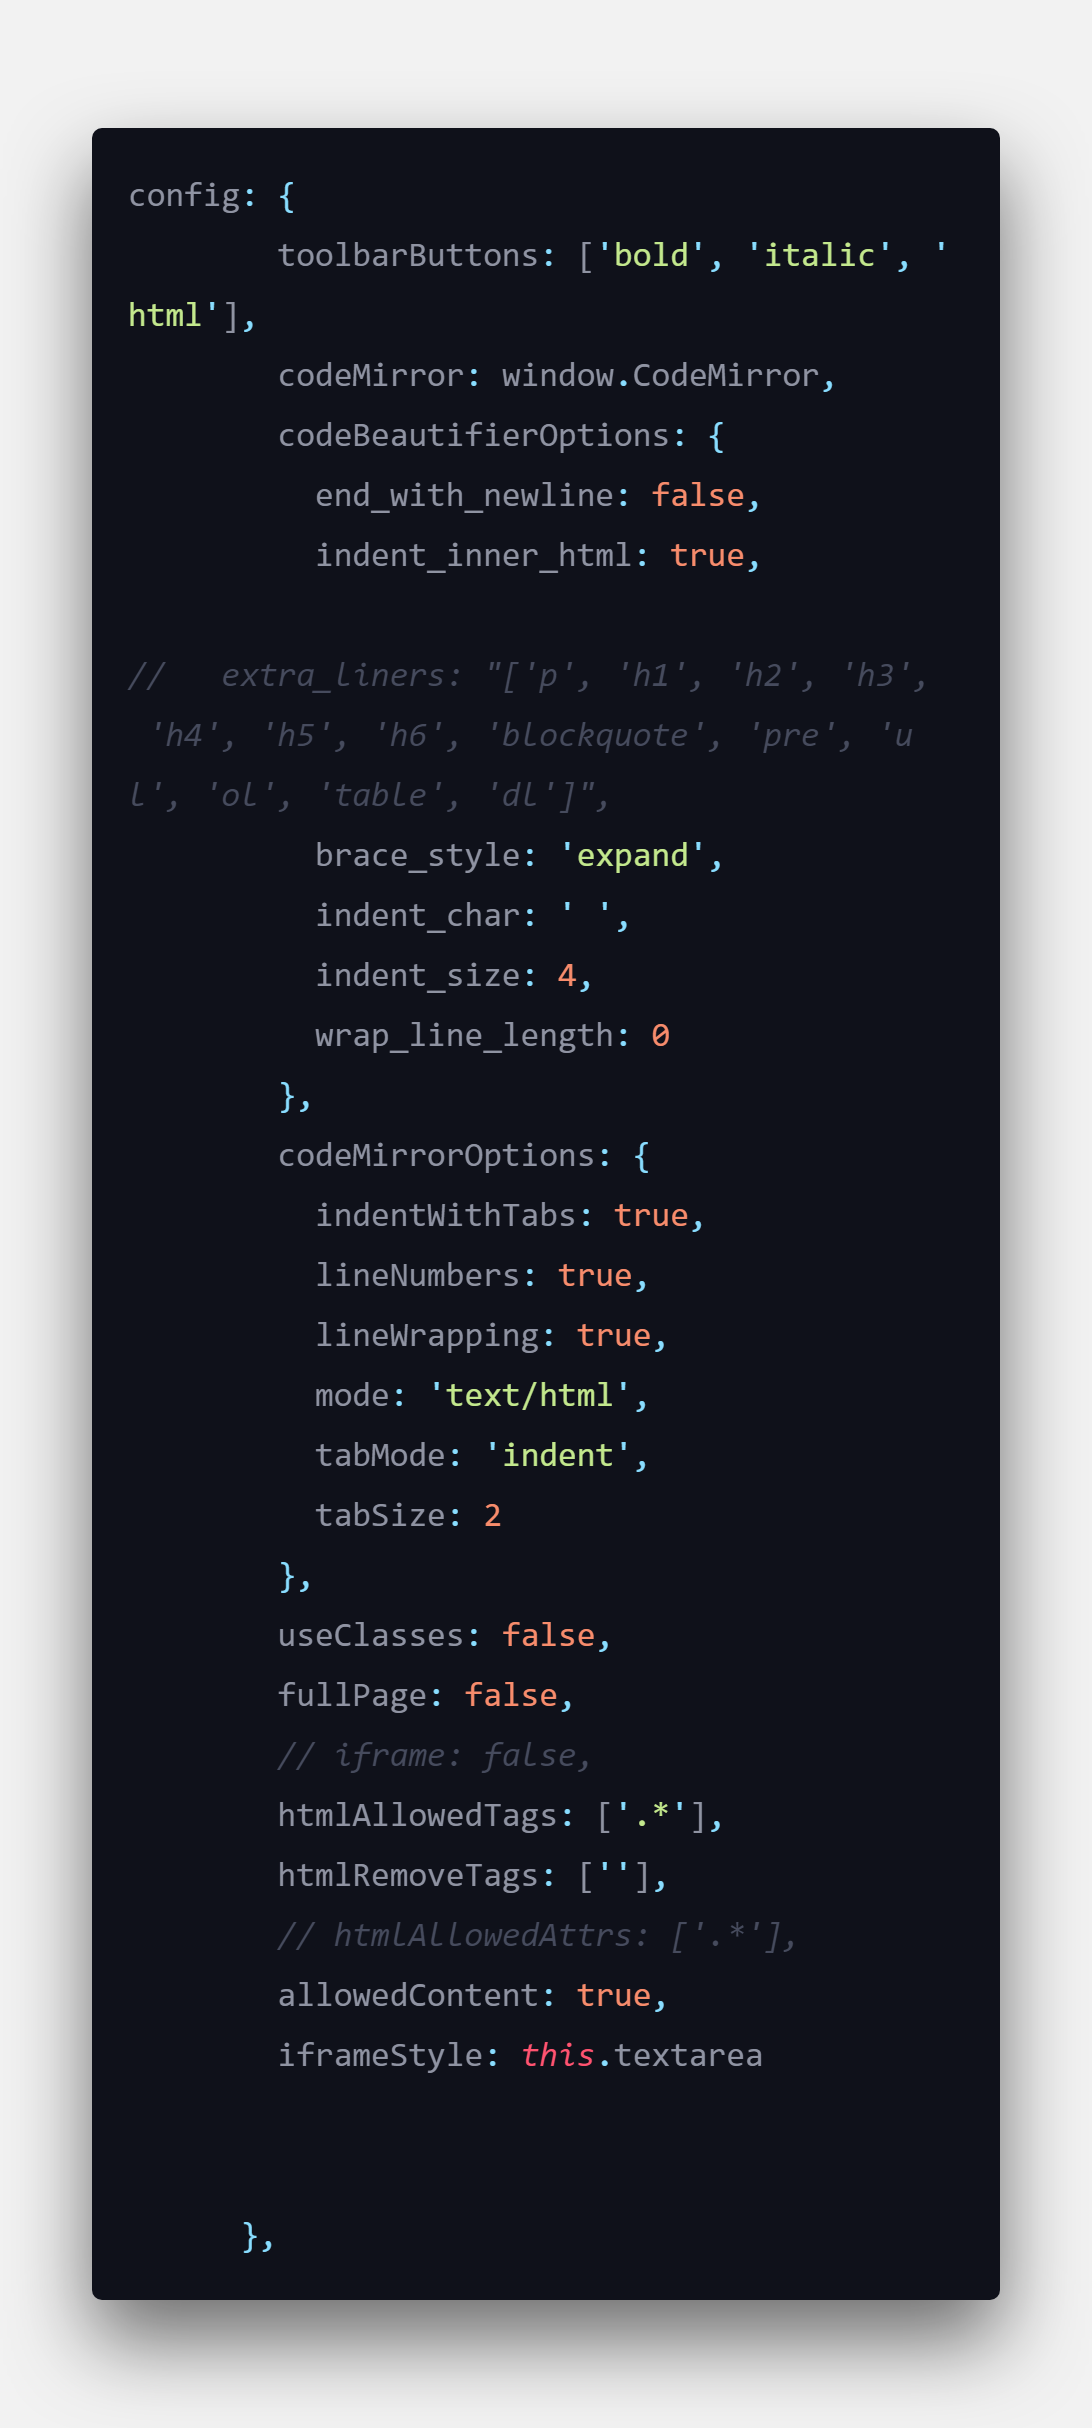 config: {
        toolbarButtons: ['bold', 'italic', '
html'],
        codeMirror: window.CodeMirror,
        codeBeautifierOptions: {
          end_with_newline: false,
          indent_inner_html: true,
//   extra_liners: "['p', 'h1', 'h2', 'h3',
 'h4', 'h5', 'h6', 'blockquote', 'pre', 'u
l', 'ol', 'table', 'dl']",
          brace_style: 'expand',
          indent_char: ' ',
          indent_size: 4,
          wrap_line_length: 0
        },
        codeMirrorOptions: {
          indentWithTabs: true,
          lineNumbers: true,
          lineWrapping: true,
          mode: 'text/html',
          tabMode: 'indent',
          tabSize: 2
        },
        useClasses: false,
        fullPage: false,
        // iframe: false,
        htmlAllowedTags: ['.*'],
        htmlRemoveTags: [''],
        // htmlAllowedAttrs: ['.*'],
        allowedContent: true,
        iframeStyle: this.textarea
      },